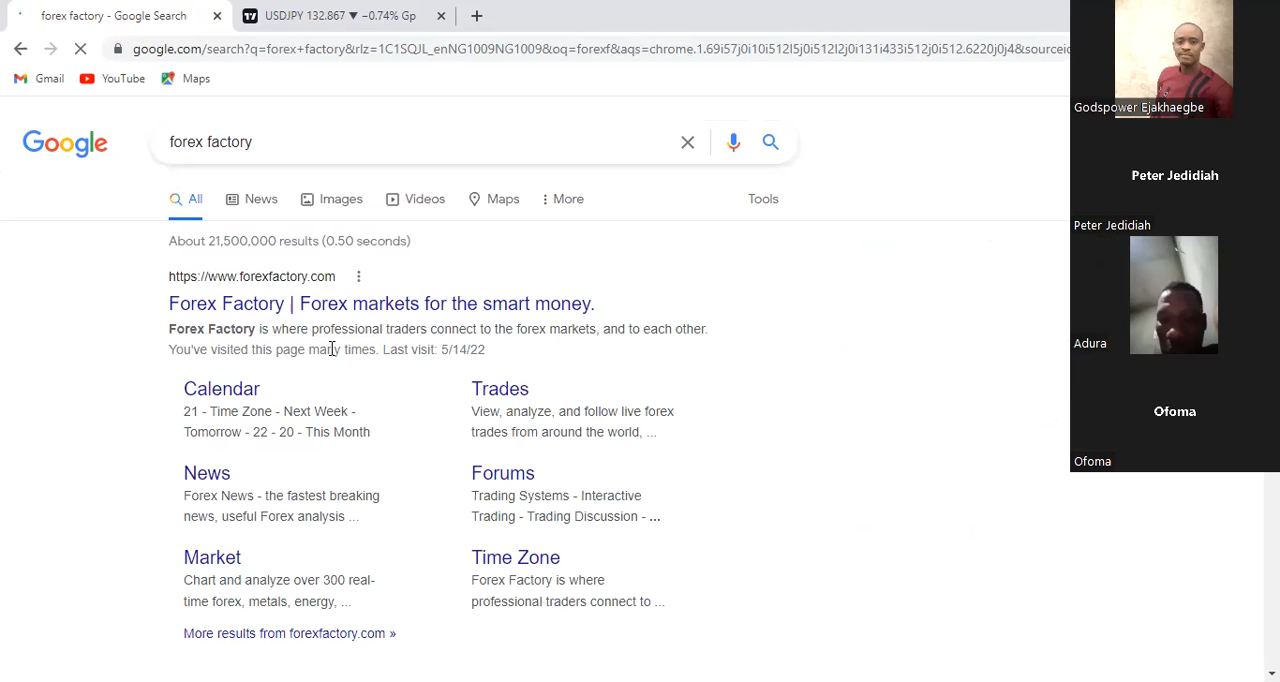 forex factory - Google Search
USDJPY 132.867 ▼ −0.74% Gp
google.com/search?q=forex+factory&rlz=1C1SQJL_enNG1009NG1009&oq=forexf&aqs=chrome.1.69i57j0i10i512l5j0i512l2j0i131i433i512j0i512.6220j0j4&sourceid
Gmail YouTube Maps
Google forex factory
All News Images Videos Maps More Tools
About 21,500,000 results (0.50 seconds)
https://www.forexfactory.com
Forex Factory | Forex markets for the smart money.
Forex Factory is where professional traders connect to the forex markets, and to each other.
You've visited this page many times. Last visit: 5/14/22
Calendar
21 - Time Zone - Next Week -
Tomorrow - 22 - 20 - This Month
Trades
View, analyze, and follow live forex
trades from around the world, ...
News
Forex News - the fastest breaking
news, useful Forex analysis ...
Forums
Trading Systems - Interactive
Trading - Trading Discussion - ...
Market
Chart and analyze over 300 real-
time forex, metals, energy, ...
Time Zone
Forex Factory is where
professional traders connect to ...
More results from forexfactory.com »
Godspower Ejakhaegbe
Peter Jedidiah
Peter Jedidiah
Adura
Ofoma
Ofoma